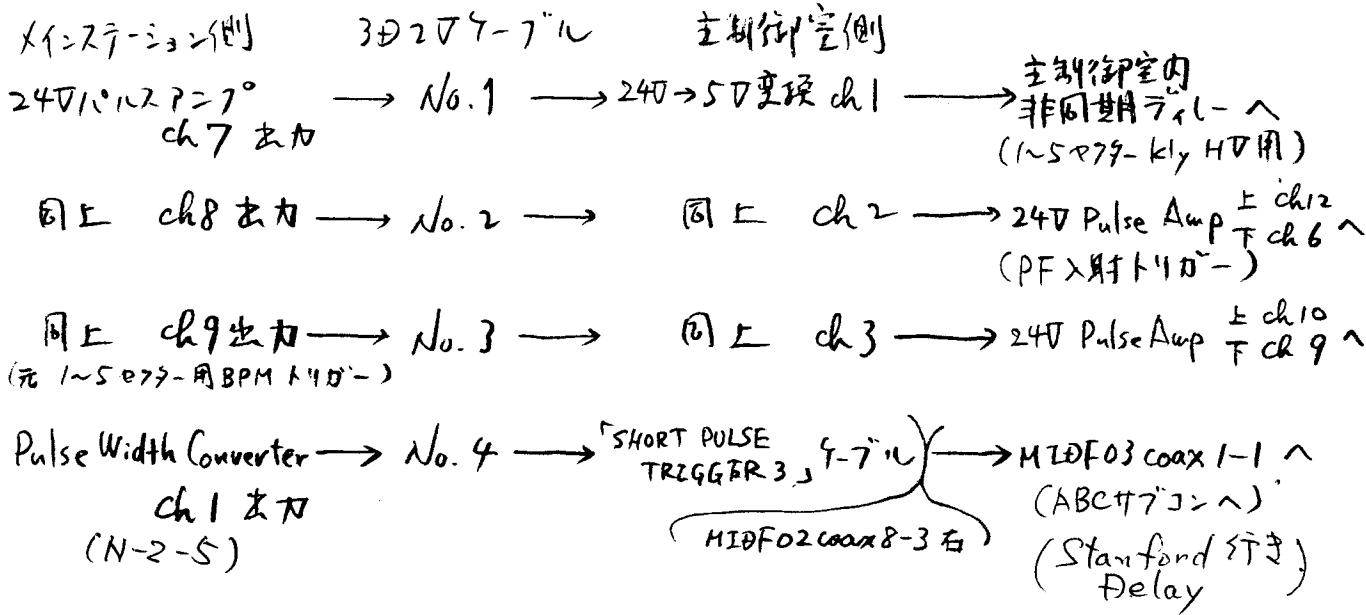 メインステーション側 3D2Vケーブル 主制御室側
24Vパルスアンプ → No.1 → 24V→5V変換 ch1 → 主制御室内
ch7 出力 非同期ディレーへ
(1~5セクター kly HV用)
同上 ch8 出力 → No.2 → 同上 ch2 → 24V Pulse Amp 上 ch12 下 ch6 へ
(PF入射トリガー)
同上 ch9出力 → No.3 → 同上 ch3 → 24V Pulse Amp 上 ch10 下 ch9 へ
(元 1~5セクター用BPMトリガー)
Pulse Width Converter → No.4 → 「SHORT PULSE TRIGGER 3」ケーブル → MIDF03 coax 1-1 へ
ch1 出力 (ABCサブコンへ)
(N-2-5) (MIDF02 coax 8-3 右) (Stanford 行き)
Delay